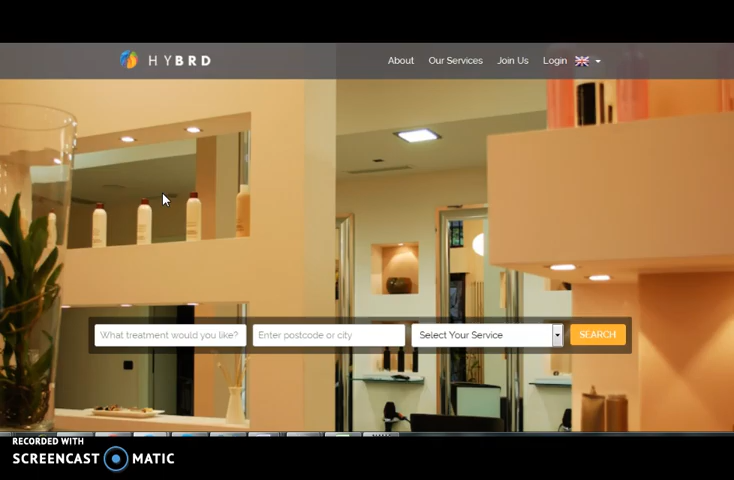 HYBRD
About
Our Services
Join Us
Login
What treatment would you like?
Enter postcode or city
Select Your Service
SEARCH
RECORDED WITH
SCREENCAST MATIC